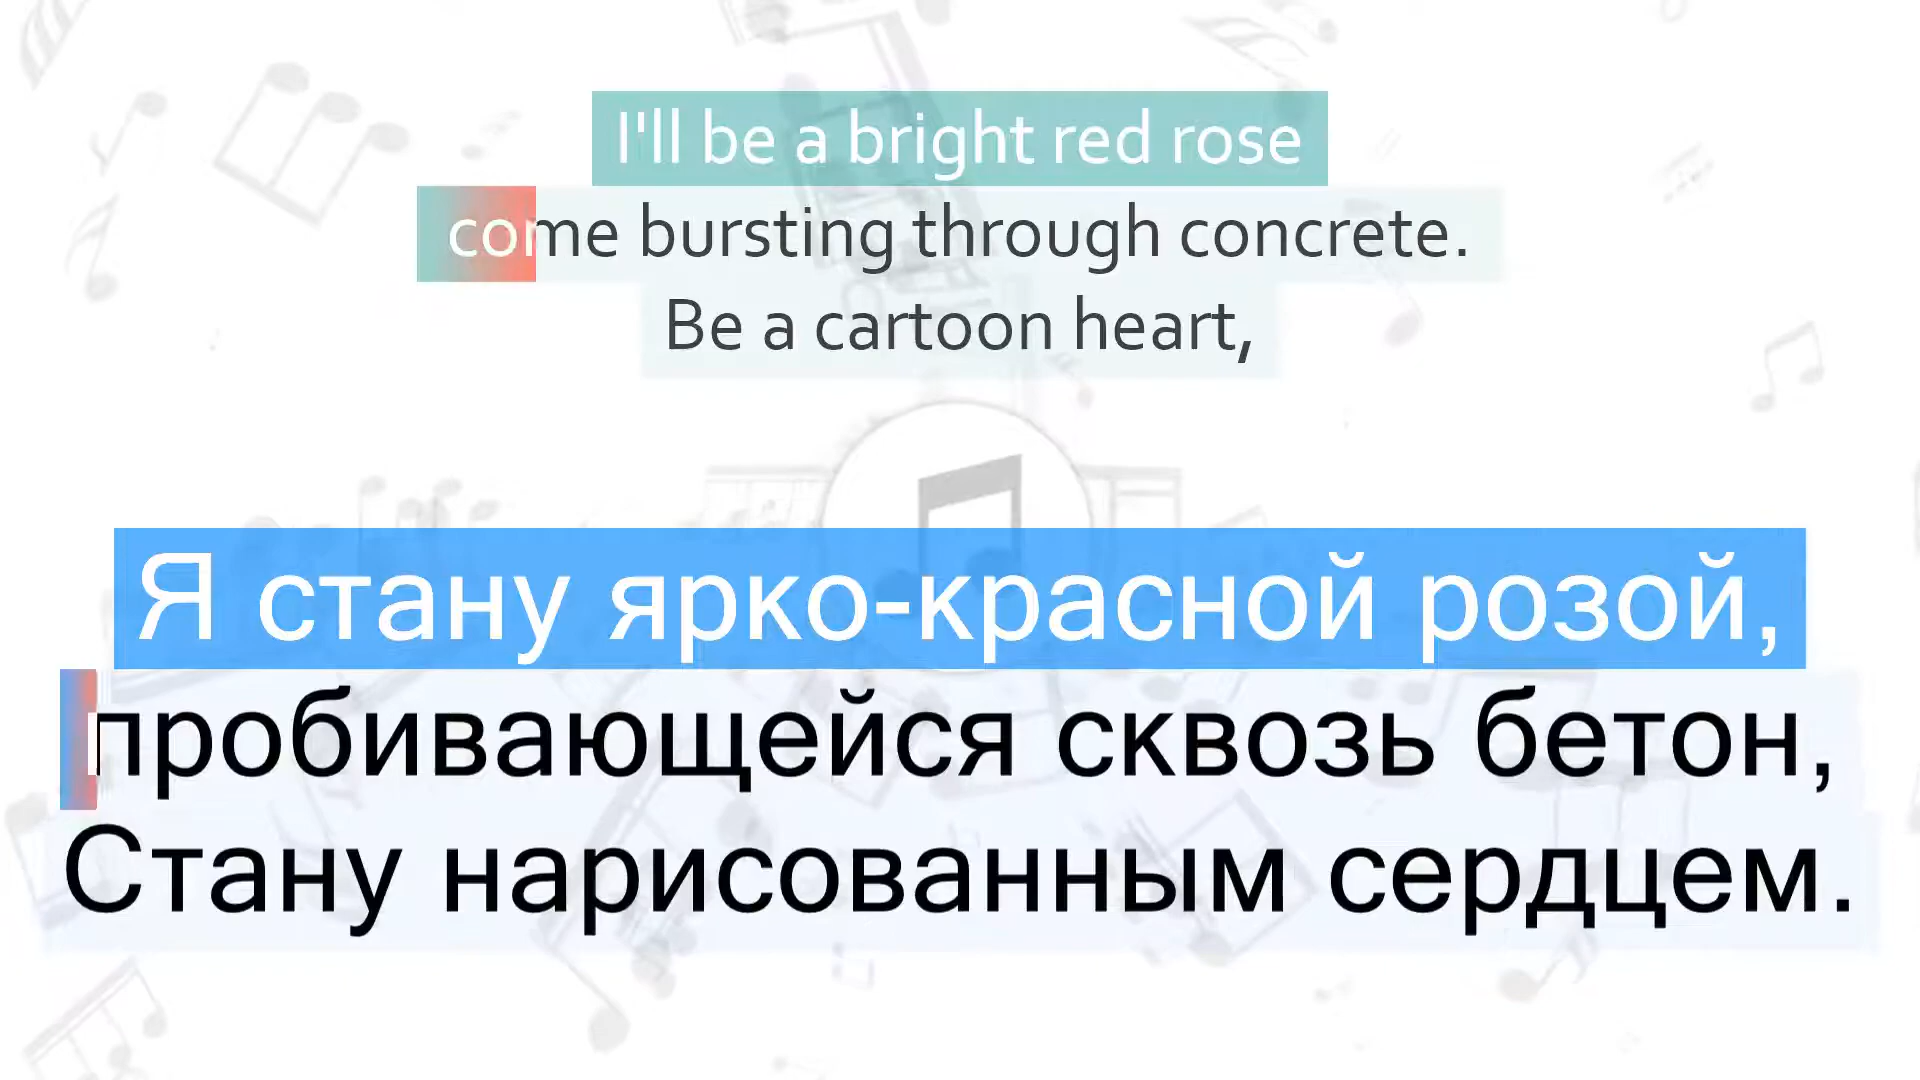 I'll be a bright red rose
come bursting through concrete.
Be a cartoon heart,
Я стану ярко-красной розой,
пробивающейся сквозь бетон,
Стану нарисованным сердцем.